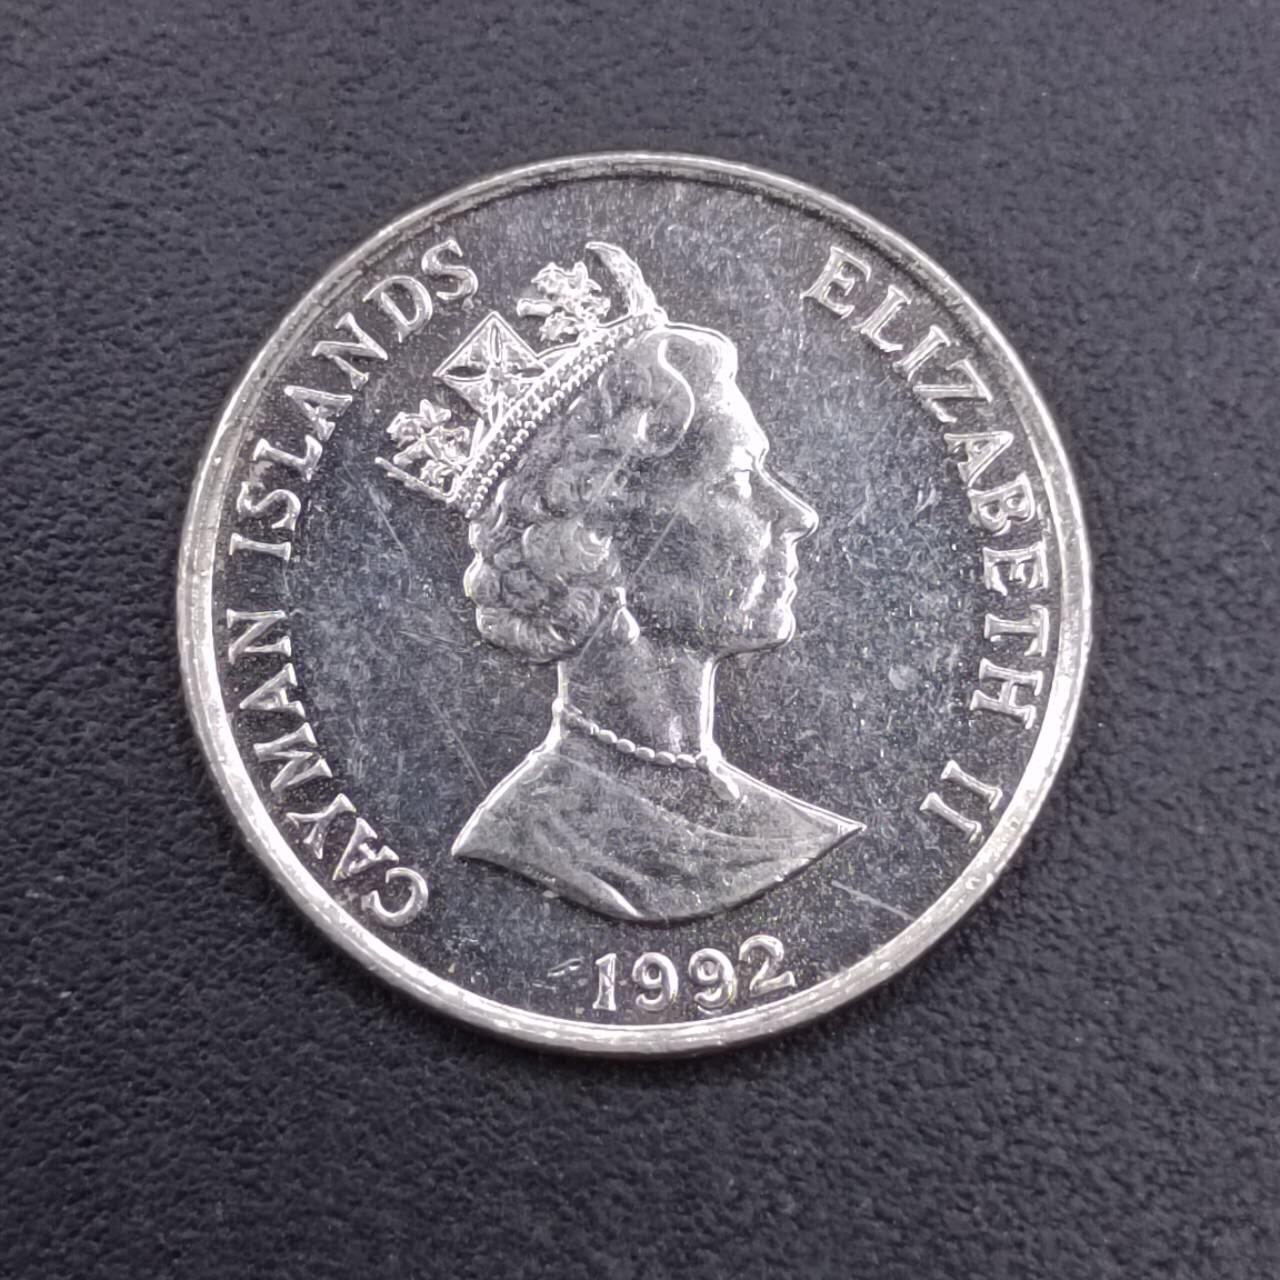 CAYMAN ISLANDS
ELIZABETH II
1992